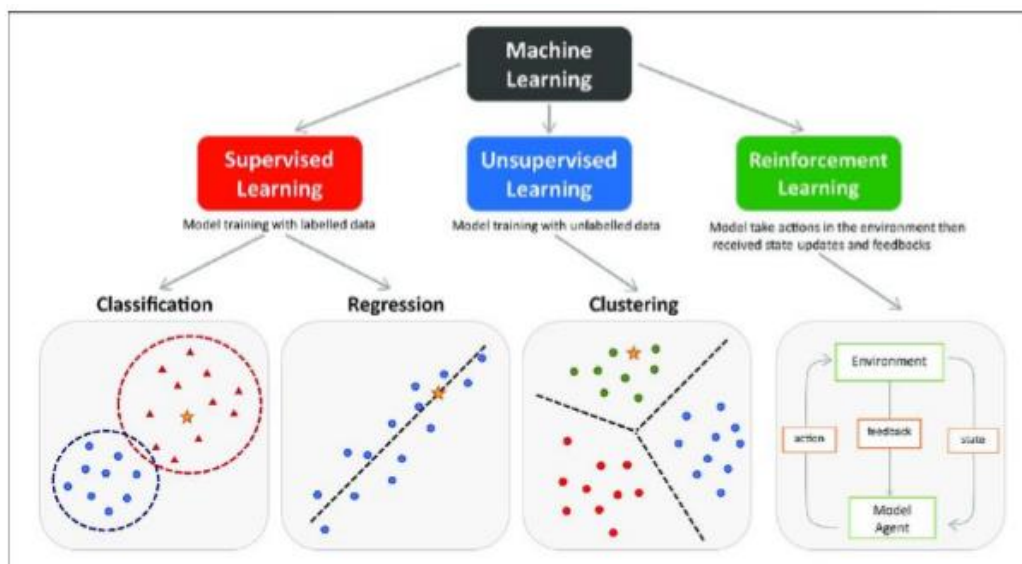 Machine
Learning
Supervised
Learning
Unsupervised
Learning
Reinforcement
Learning
Model training with labelled data
Model training with unlabelled data
Model take actions in the environment then
received state updates and feedbacks
Classification
Regression
Clustering
Environment
action
feedback
state
Model
Agent